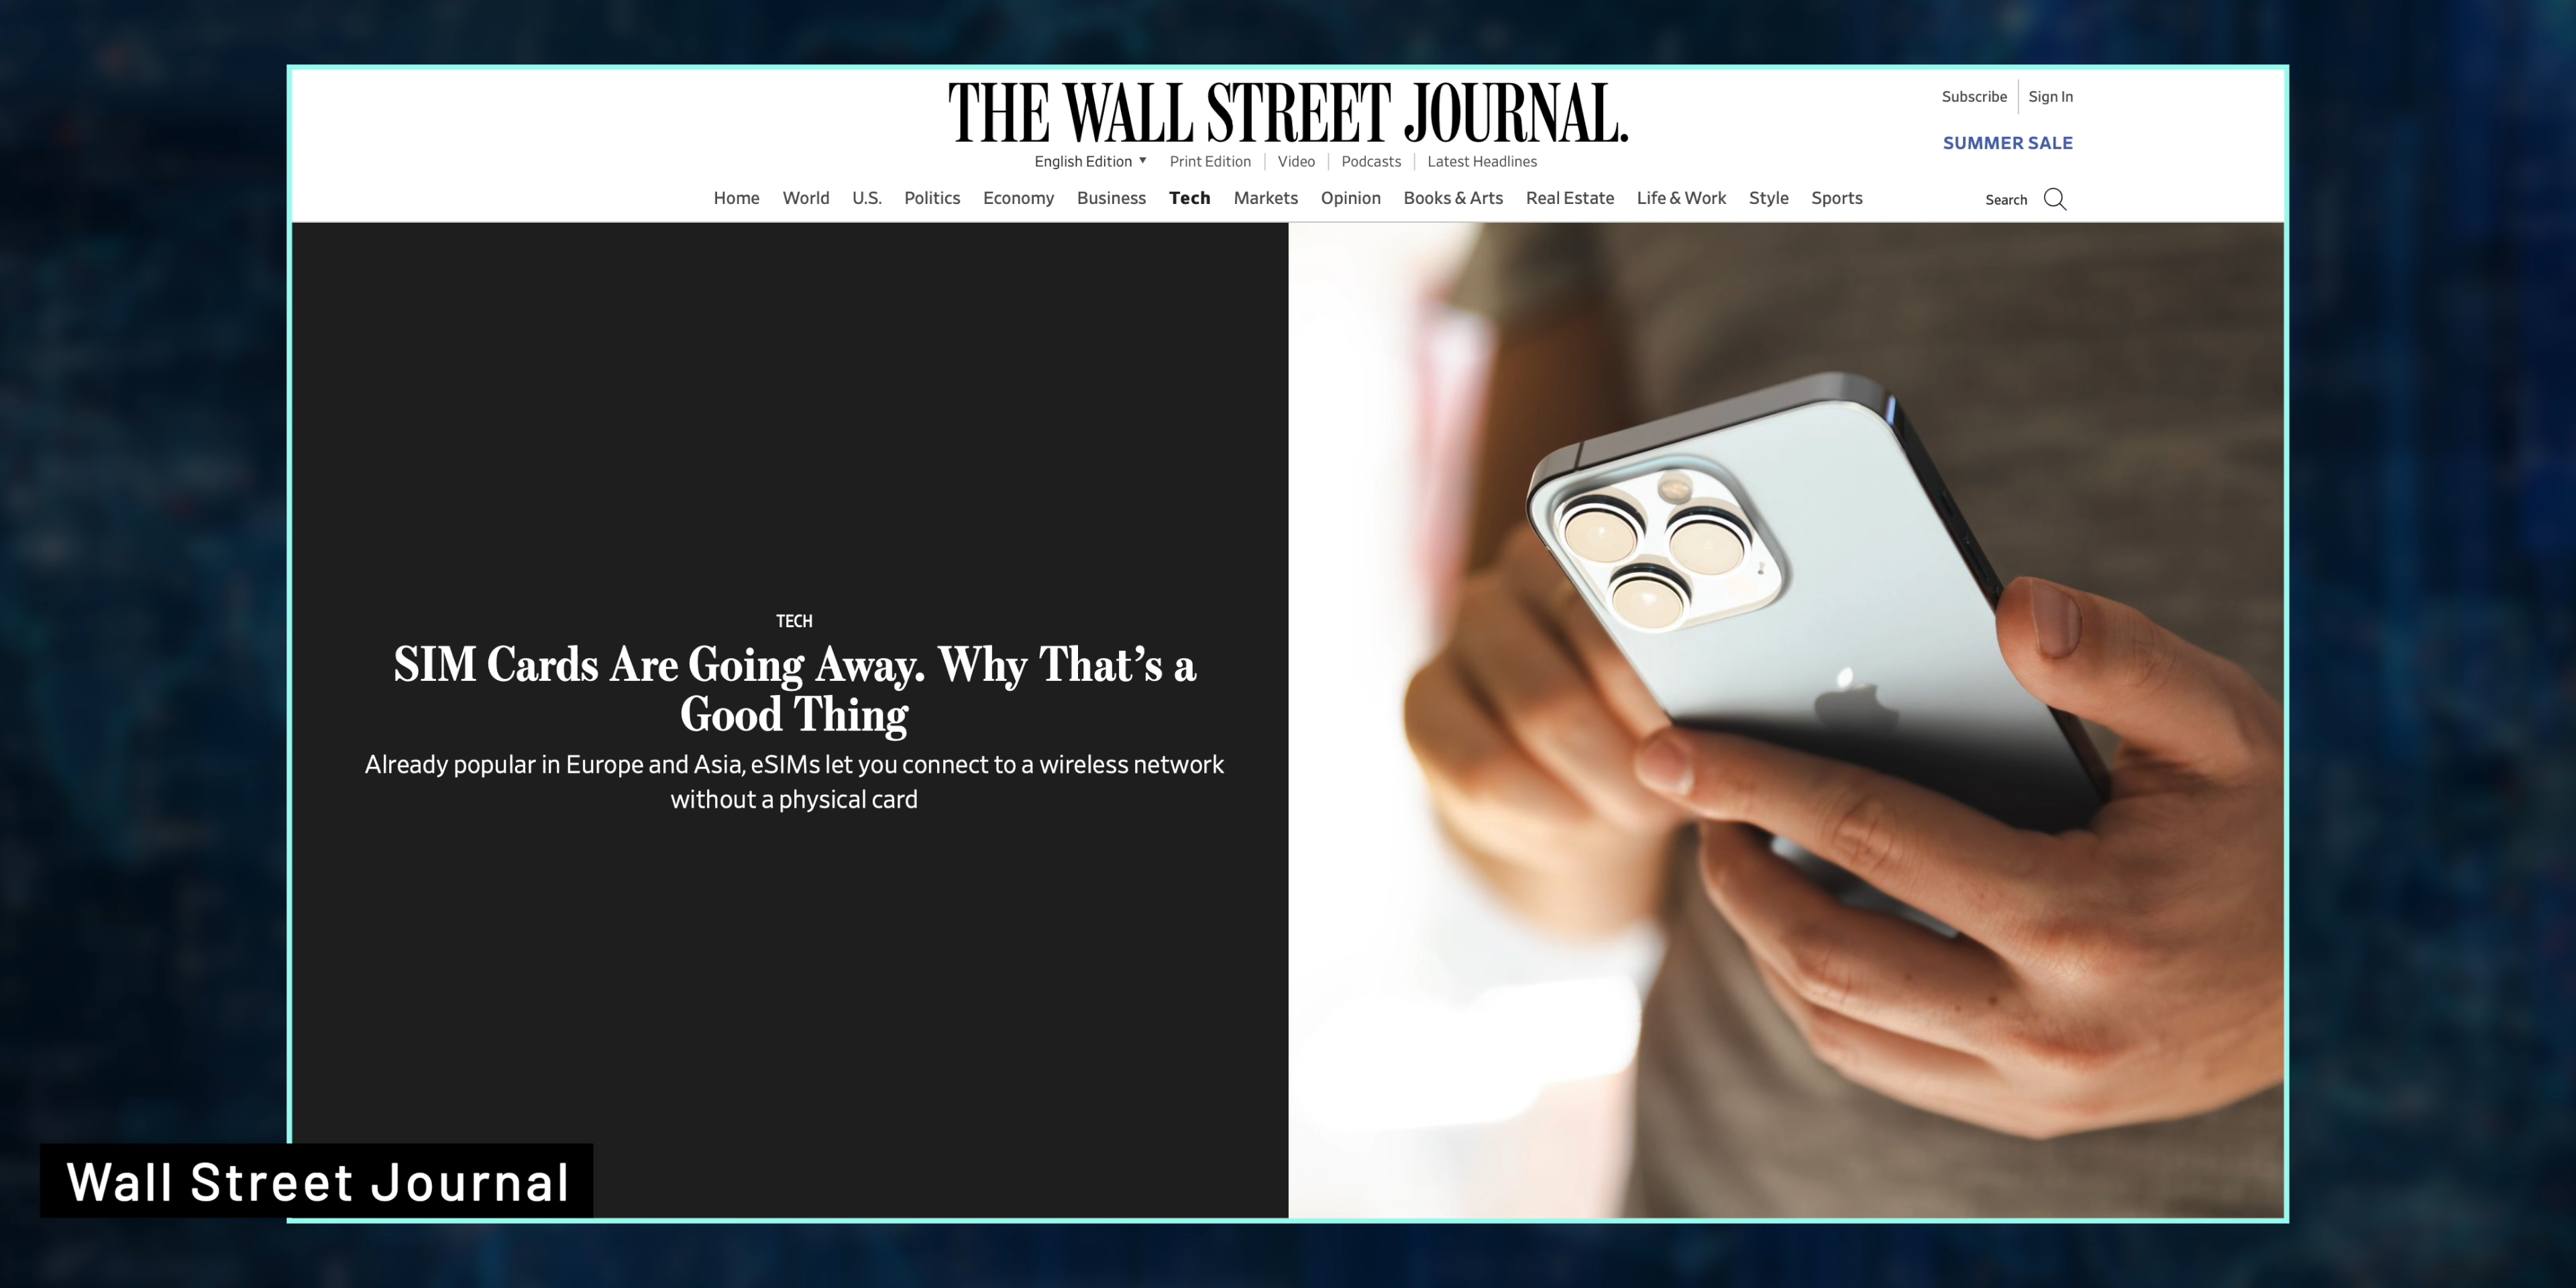 THE WALL STREET JOURNAL.
Subscribe Sign In
SUMMER SALE
English Edition ▼ Print Edition Video Podcasts Latest Headlines
Home World U.S. Politics Economy Business Tech Markets Opinion Books & Arts Real Estate Life & Work Style Sports Search
TECH
SIM Cards Are Going Away. Why That’s a
Good Thing
Already popular in Europe and Asia, eSIMs let you connect to a wireless network
without a physical card
Wall Street Journal